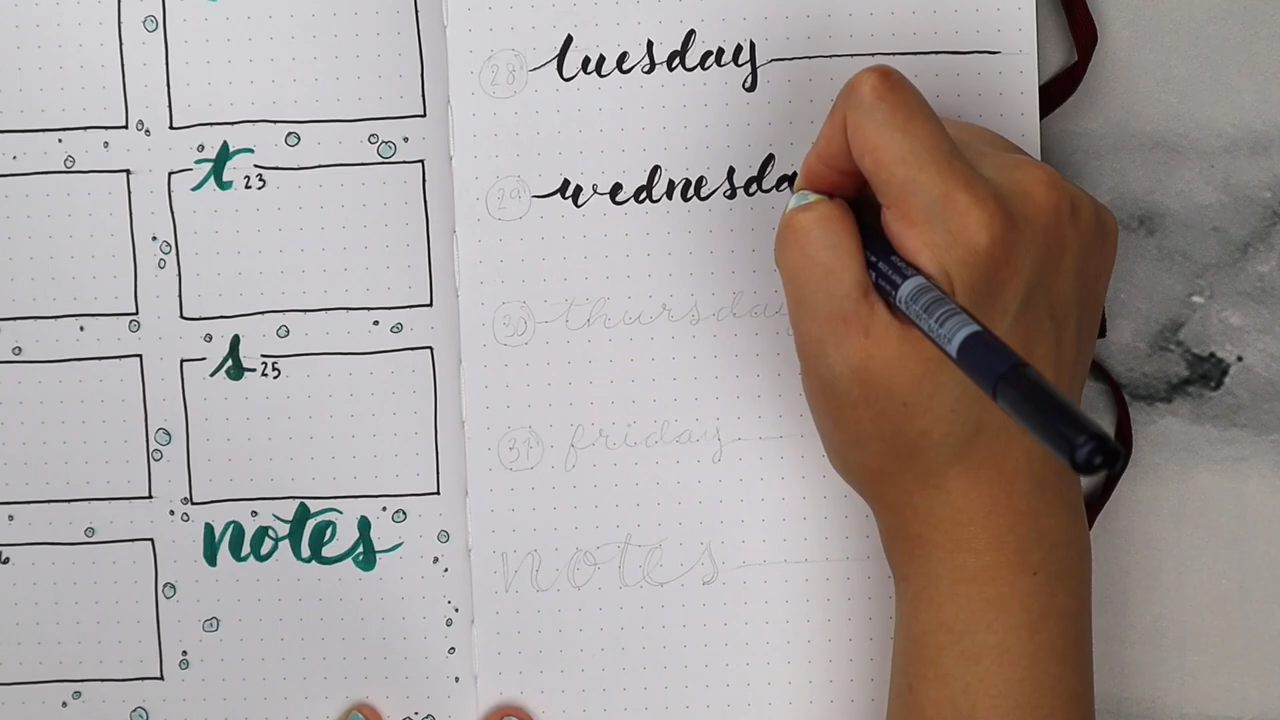 t 23
s 25
notes
28 tuesday
29 wednesda
30 thursday
31 friday
notes